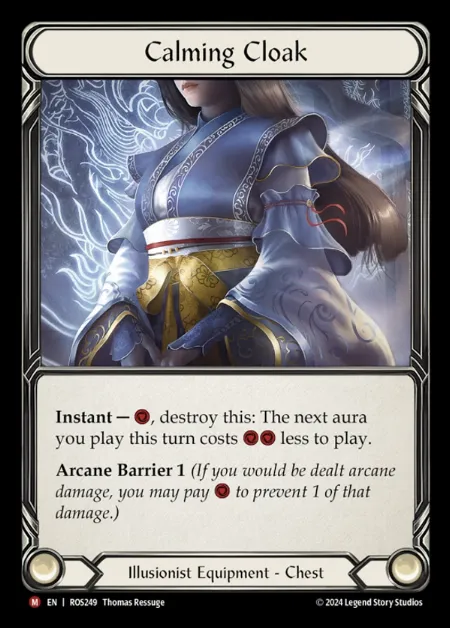 Calming Cloak
Instant — , destroy this: The next aura
you play this turn costs less to play.
Arcane Barrier 1 (If you would be dealt arcane
damage, you may pay to prevent 1 of that
damage.)
Illusionist Equipment - Chest
M EN | ROS249 Thomas Ressuge © 2024 Legend Story Studios